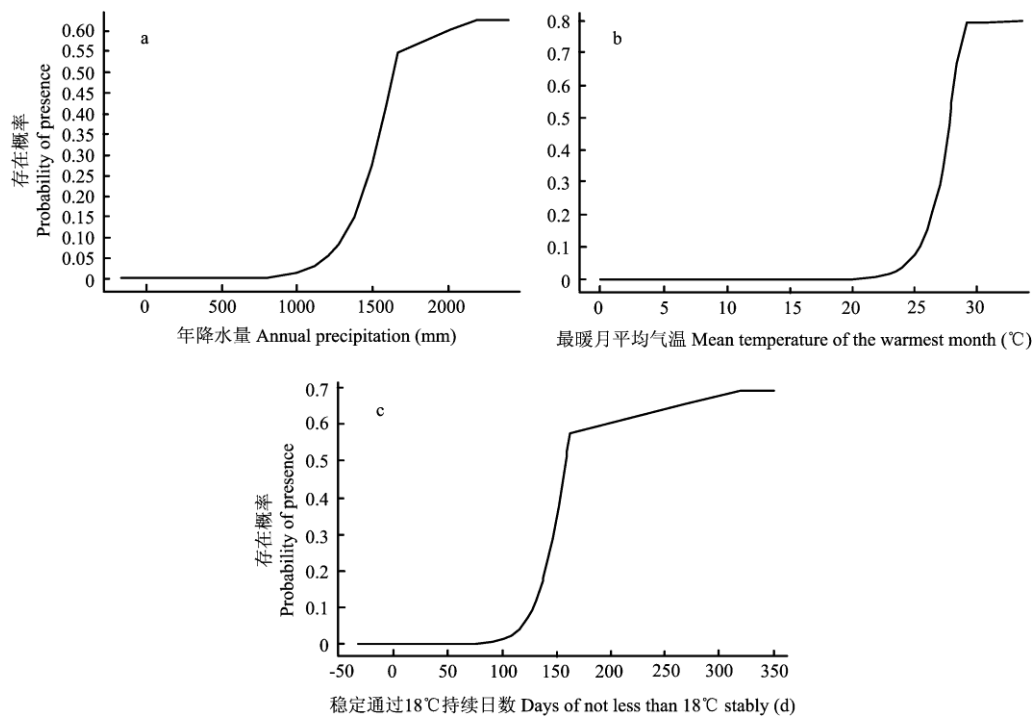 a
0.60
0.55
0.50
0.45
0.40
0.35
0.30
0.25
0.20
0.15
0.10
0.05
0
存在概率
Probability of presence
0 500 1000 1500 2000
年降水量 Annual precipitation (mm)
b
0.8
0.7
0.6
0.5
0.4
0.3
0.2
0.1
0
0 5 10 15 20 25 30
最暖月平均气温 Mean temperature of the warmest month (℃)
c
0.7
0.6
0.5
0.4
0.3
0.2
0.1
0
存在概率
Probability of presence
-50 0 50 100 150 200 250 300 350
稳定通过18℃持续日数 Days of not less than 18℃ stably (d)